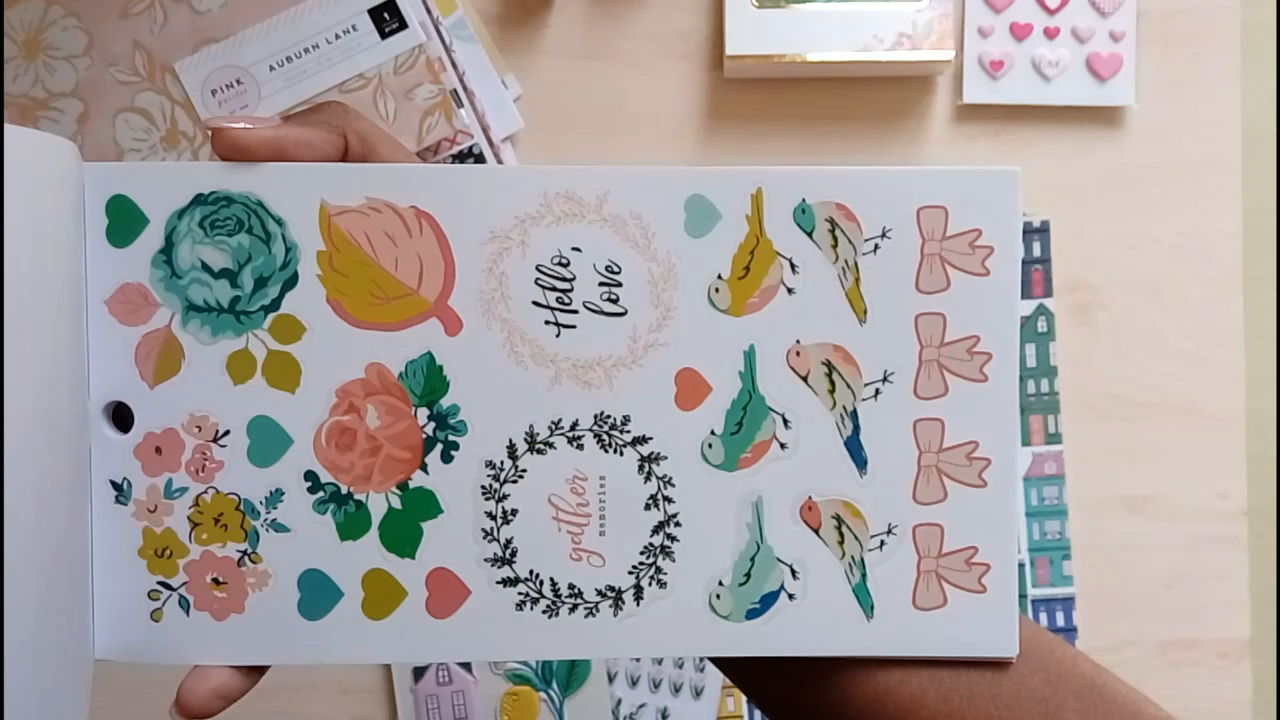 AUBURN LANE
PINK
paislee
Hello,
love
gather
memories